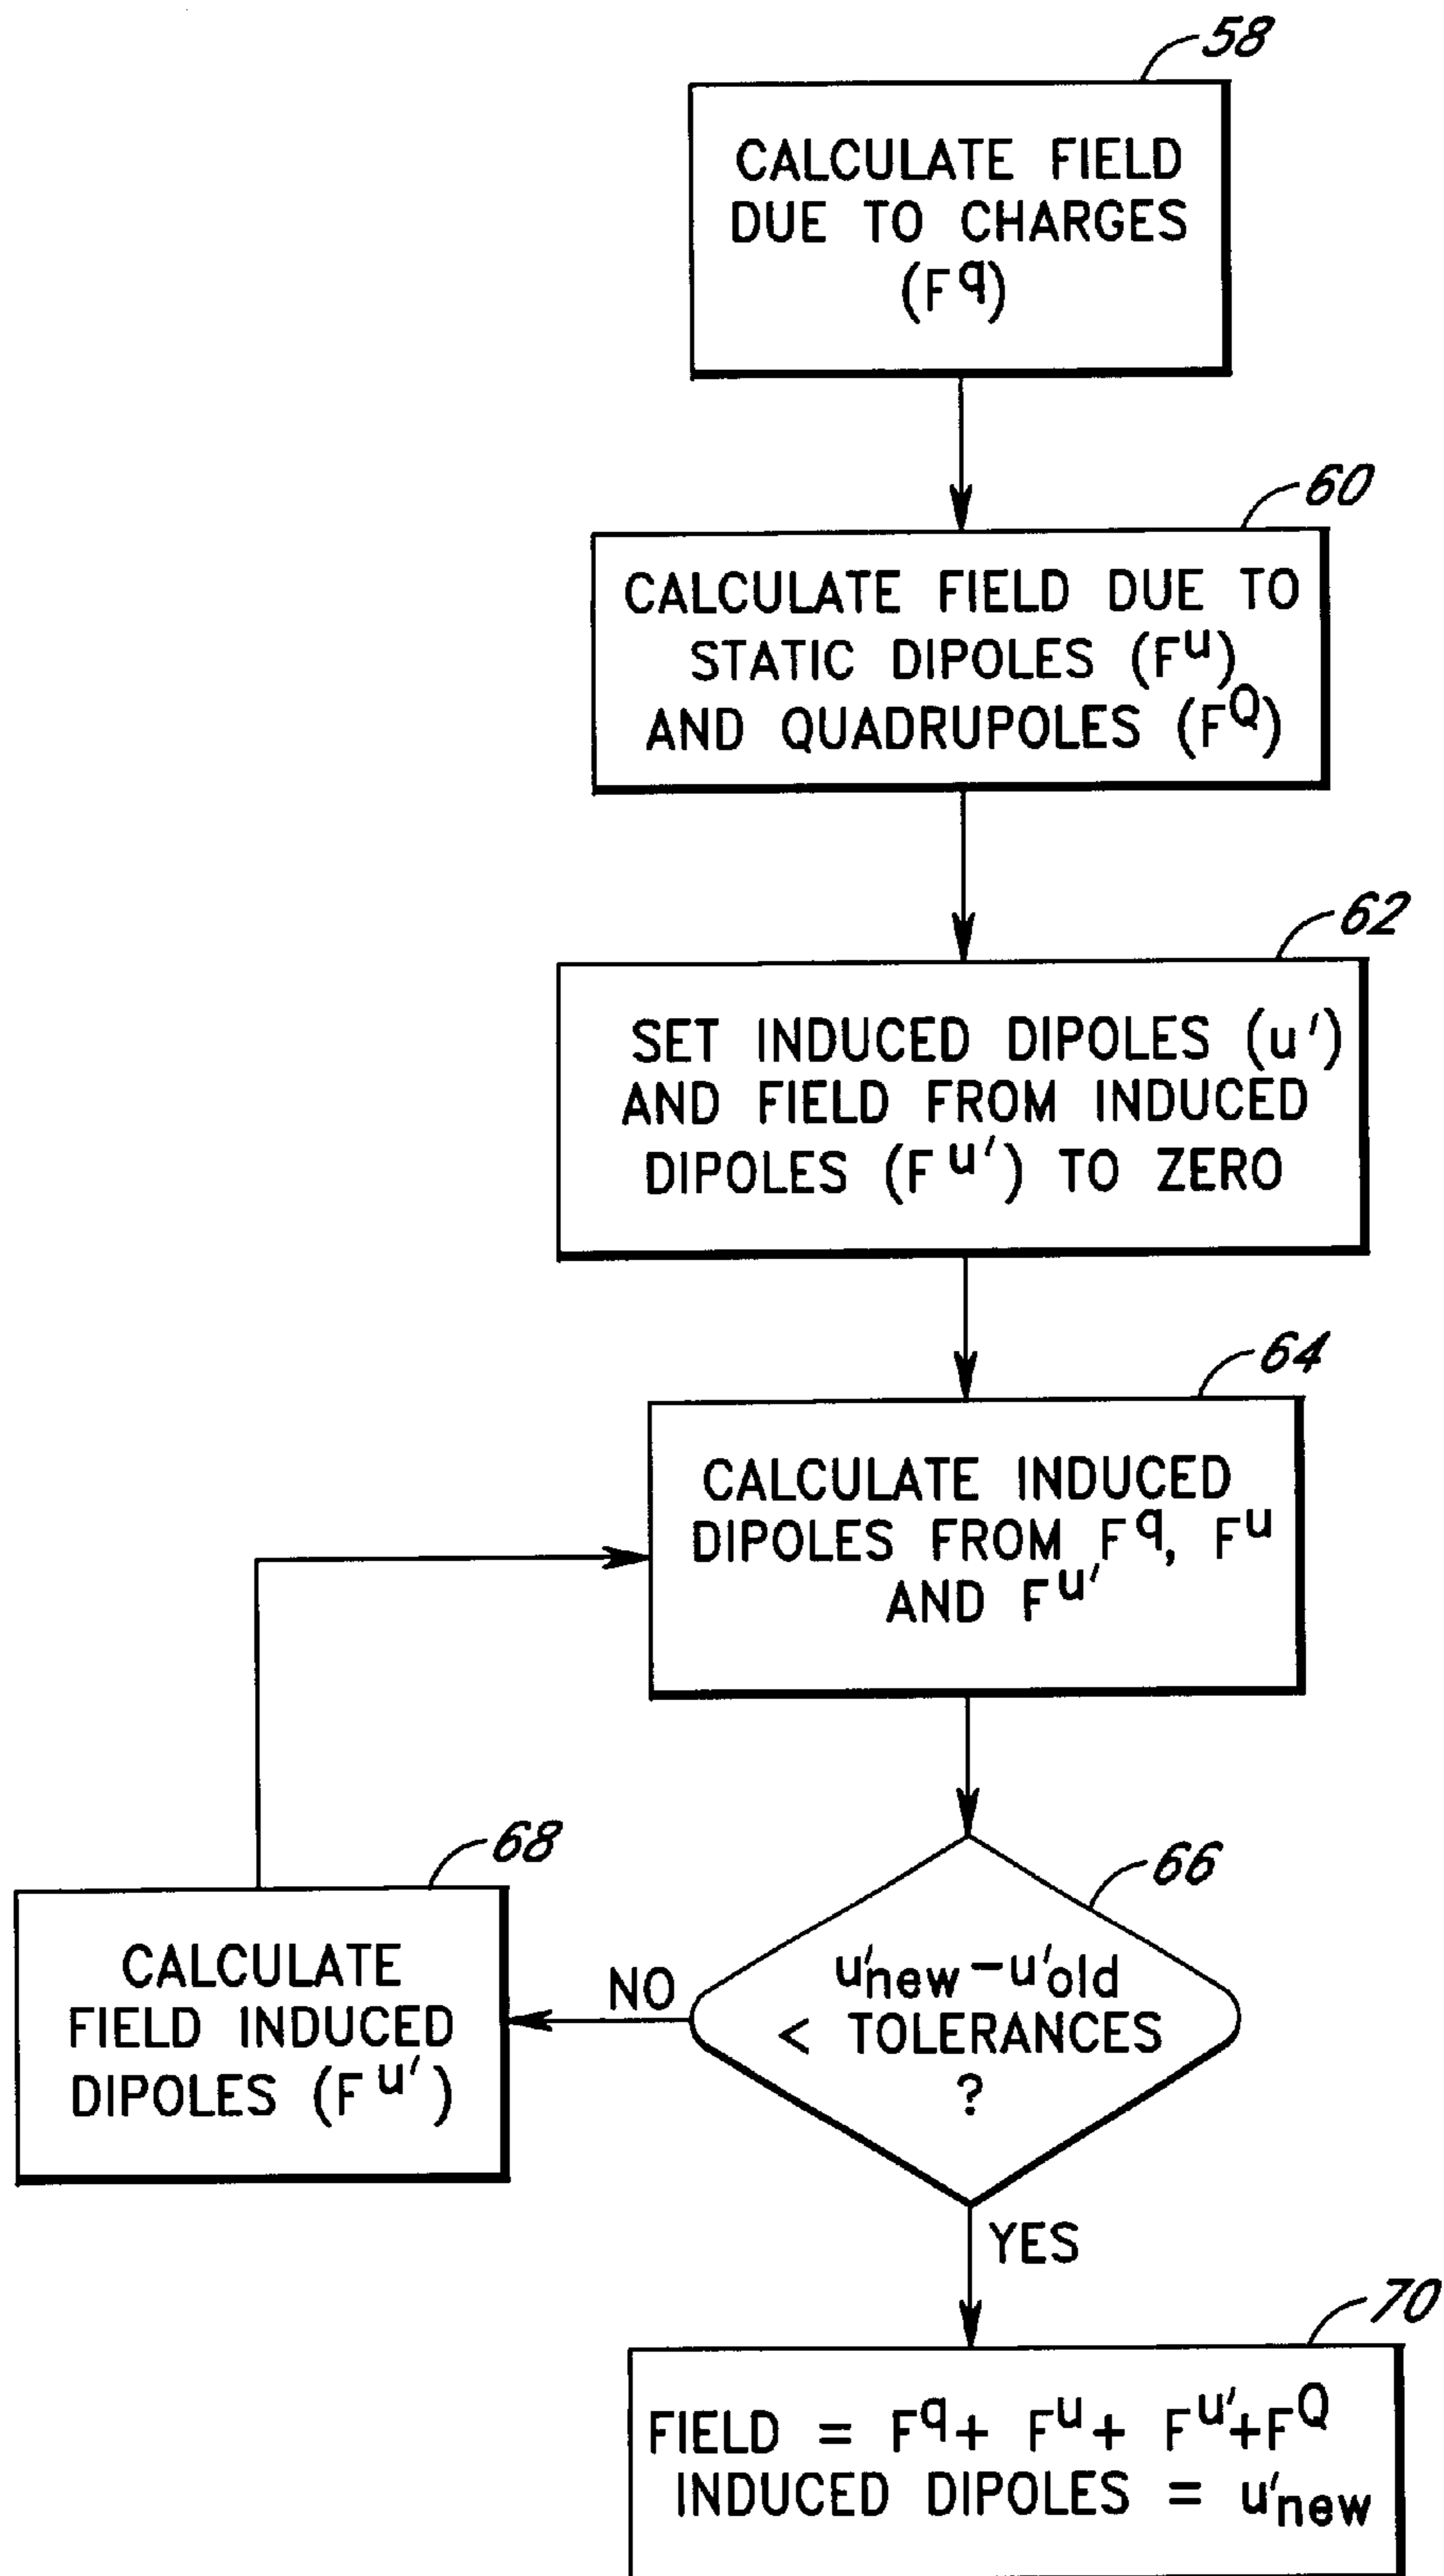 58
CALCULATE FIELD
DUE TO CHARGES
(F^q)
60
CALCULATE FIELD DUE TO
STATIC DIPOLES (F^u)
AND QUADRUPOLES (F^Q)
62
SET INDUCED DIPOLES (u')
AND FIELD FROM INDUCED
DIPOLES (F^u') TO ZERO
64
CALCULATE INDUCED
DIPOLES FROM F^q, F^u
AND F^u'
66
u'new - u'old
< TOLERANCES
?
NO
68
CALCULATE
FIELD INDUCED
DIPOLES (F^u')
YES
70
FIELD = F^q + F^u + F^u' + F^Q
INDUCED DIPOLES = u'new